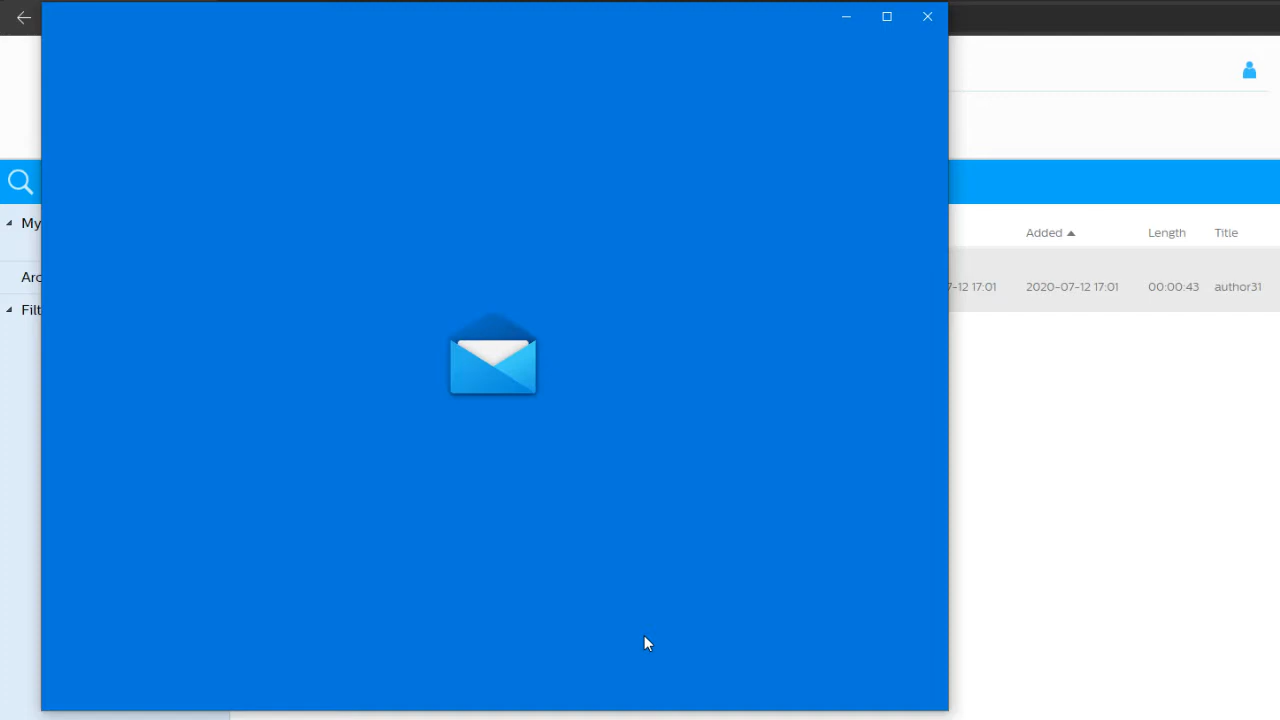 Added Length Title
My
Arc
Filt
7-12 17:01 2020-07-12 17:01 00:00:43 author31